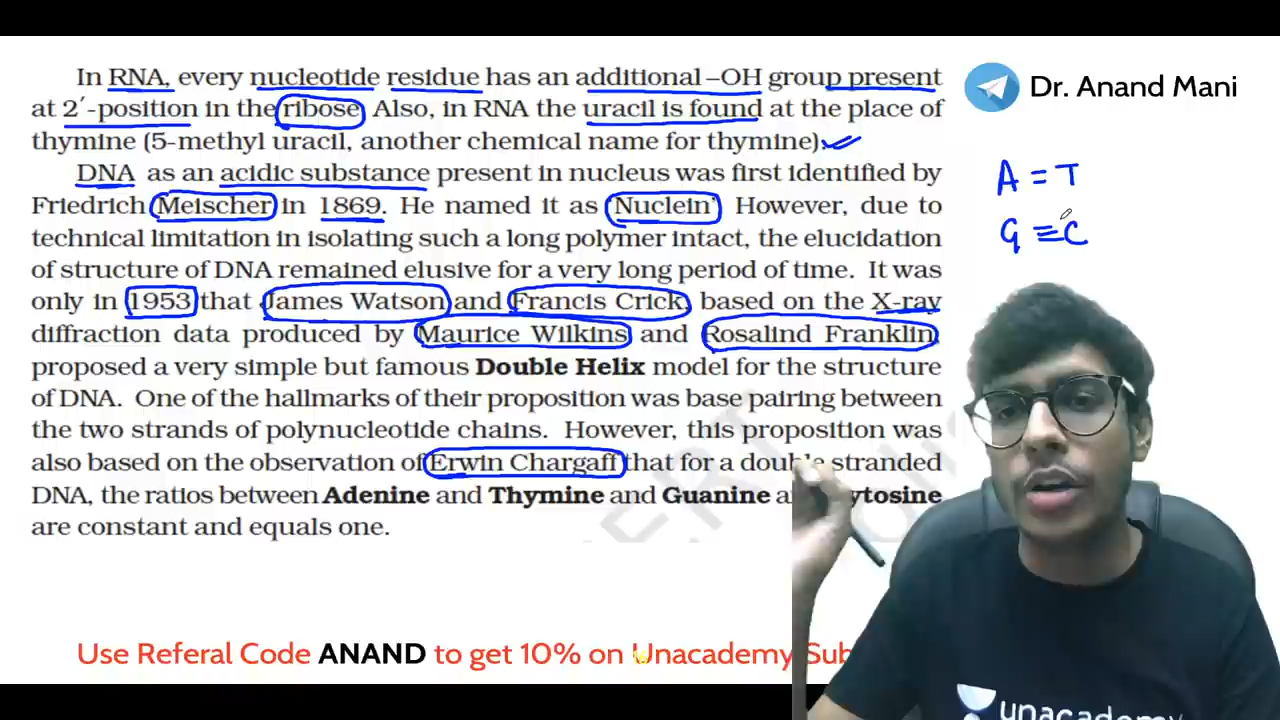 In RNA, every nucleotide residue has an additional –OH group present
at 2′-position in the ribose. Also, in RNA the uracil is found at the place of
thymine (5-methyl uracil, another chemical name for thymine).
DNA as an acidic substance present in nucleus was first identified by
Friedrich Meischer in 1869. He named it as 'Nuclein'. However, due to
technical limitation in isolating such a long polymer intact, the elucidation
of structure of DNA remained elusive for a very long period of time. It was
only in 1953 that James Watson and Francis Crick, based on the X-ray
diffraction data produced by Maurice Wilkins and Rosalind Franklin,
proposed a very simple but famous Double Helix model for the structure
of DNA. One of the hallmarks of their proposition was base pairing between
the two strands of polynucleotide chains. However, this proposition was
also based on the observation of Erwin Chargaff that for a double stranded
DNA, the ratios between Adenine and Thymine and Guanine a ytosine
are constant and equals one.
Dr. Anand Mani
A = T
G ≡ C
Use Referal Code ANAND to get 10% on Unacademy Sub
unacademy